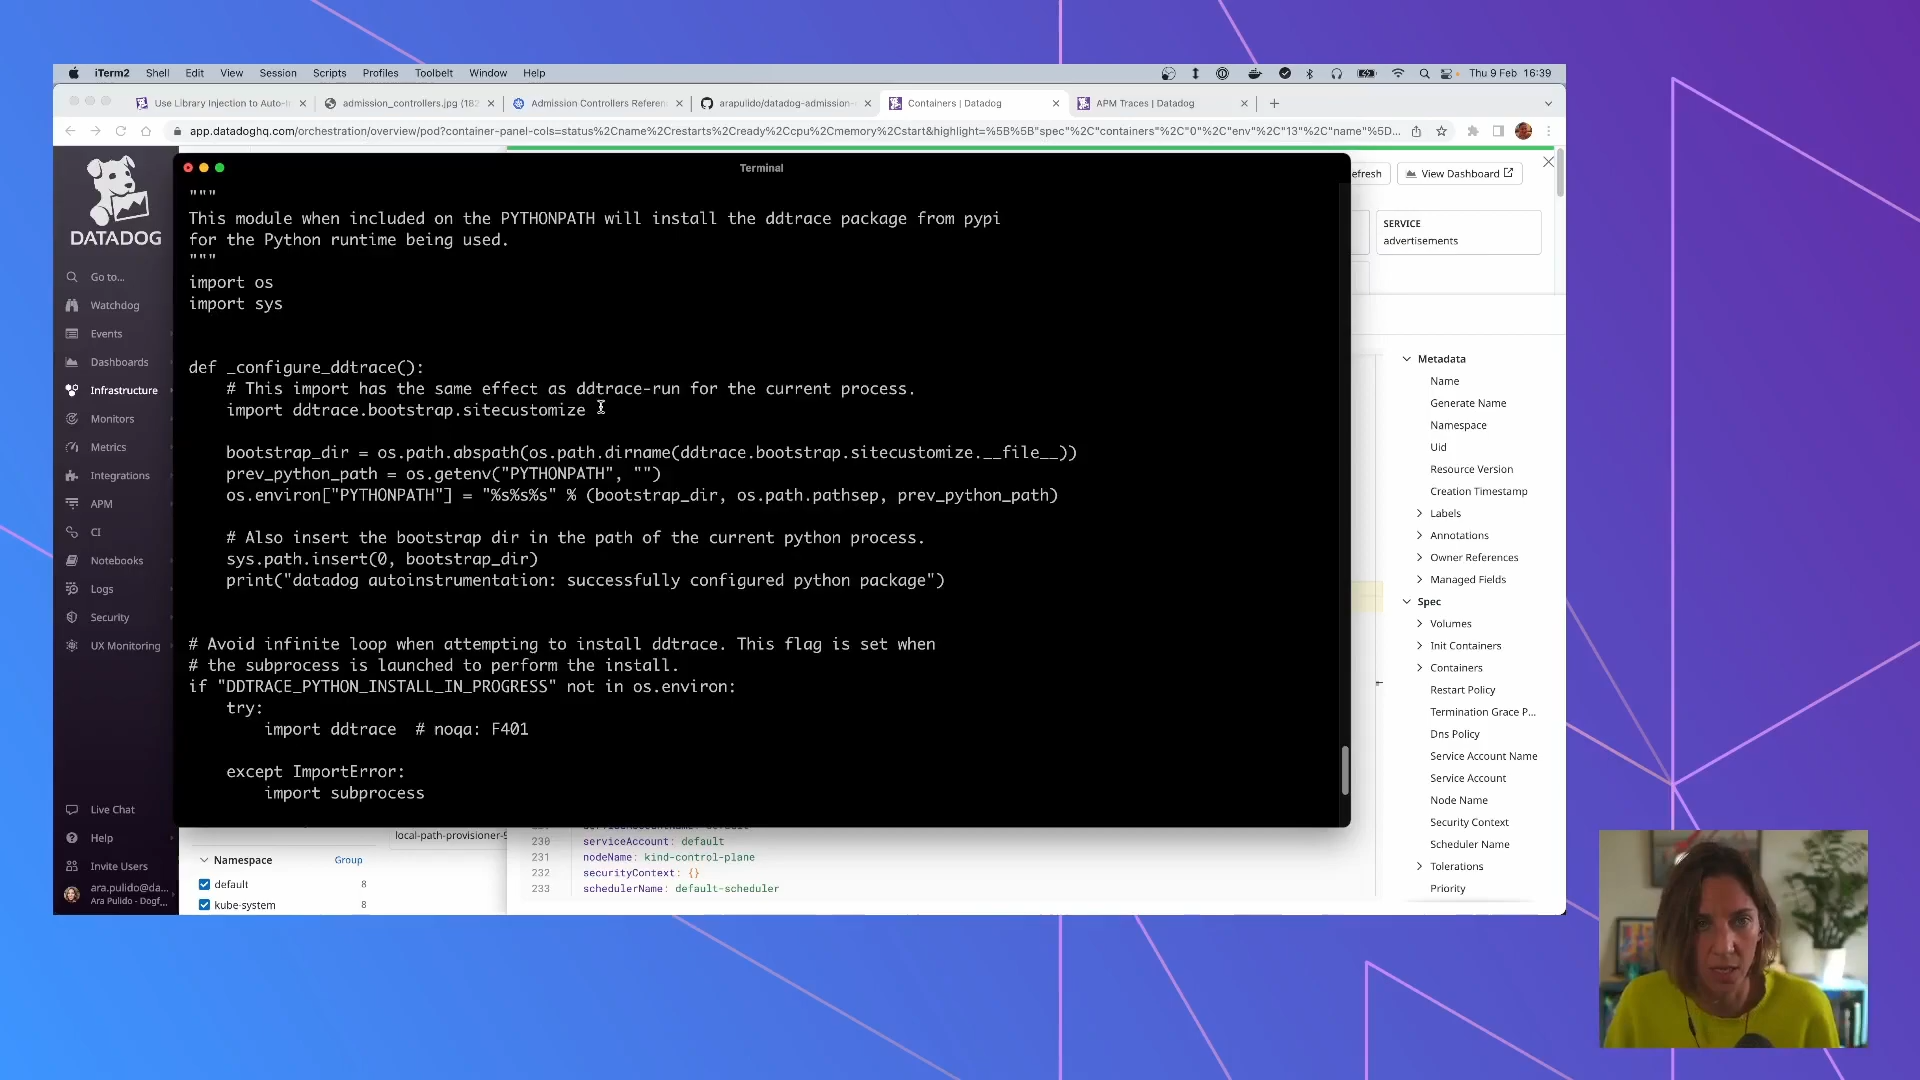 iTerm2 Shell Edit View Session Scripts Profiles Toolbelt Window Help Thu 9 Feb 16:39
Use Library Injection to Auto-I
admission_controllers.jpg (182
Admission Controllers Referen
arapulido/datadog-admission-
Containers | Datadog
APM Traces | Datadog
app.datadoghq.com/orchestration/overview/pod?container-panel-cols=status%2Cname%2Crestarts%2Cready%2Ccpu%2Cmemory%2Cstart&highlight=%5B%5B"spec"%2C"containers"%2C"0"%2C"env"%2C"13"%2C"name"%5D...
DATADOG
Go to...
Watchdog
Events
Dashboards
Infrastructure
Monitors
Metrics
Integrations
APM
CI
Notebooks
Logs
Security
UX Monitoring
Live Chat
Help
Invite Users
ara.pulido@da...
Ara Pulido - Dogf...
Terminal
"""
This module when included on the PYTHONPATH will install the ddtrace package from pypi
for the Python runtime being used.
"""
import os
import sys
def _configure_ddtrace():
# This import has the same effect as ddtrace-run for the current process.
import ddtrace.bootstrap.sitecustomize
bootstrap_dir = os.path.abspath(os.path.dirname(ddtrace.bootstrap.sitecustomize.__file__))
prev_python_path = os.getenv("PYTHONPATH", "")
os.environ["PYTHONPATH"] = "%s%s%s" % (bootstrap_dir, os.path.pathsep, prev_python_path)
# Also insert the bootstrap dir in the path of the current python process.
sys.path.insert(0, bootstrap_dir)
print("datadog autoinstrumentation: successfully configured python package")
# Avoid infinite loop when attempting to install ddtrace. This flag is set when
# the subprocess is launched to perform the install.
if "DDTRACE_PYTHON_INSTALL_IN_PROGRESS" not in os.environ:
try:
import ddtrace # noqa: F401
except ImportError:
import subprocess
efresh
View Dashboard
SERVICE
advertisements
Metadata
Name
Generate Name
Namespace
Uid
Resource Version
Creation Timestamp
Labels
Annotations
Owner References
Managed Fields
Spec
Volumes
Init Containers
Containers
Restart Policy
Termination Grace P...
Dns Policy
Service Account Name
Service Account
Node Name
Security Context
Scheduler Name
Tolerations
Priority
local-path-provisioner-
Namespace Group
default 8
kube-system 8
230 serviceAccount: default
231 nodeName: kind-control-plane
232 securityContext: {}
233 schedulerName: default-scheduler